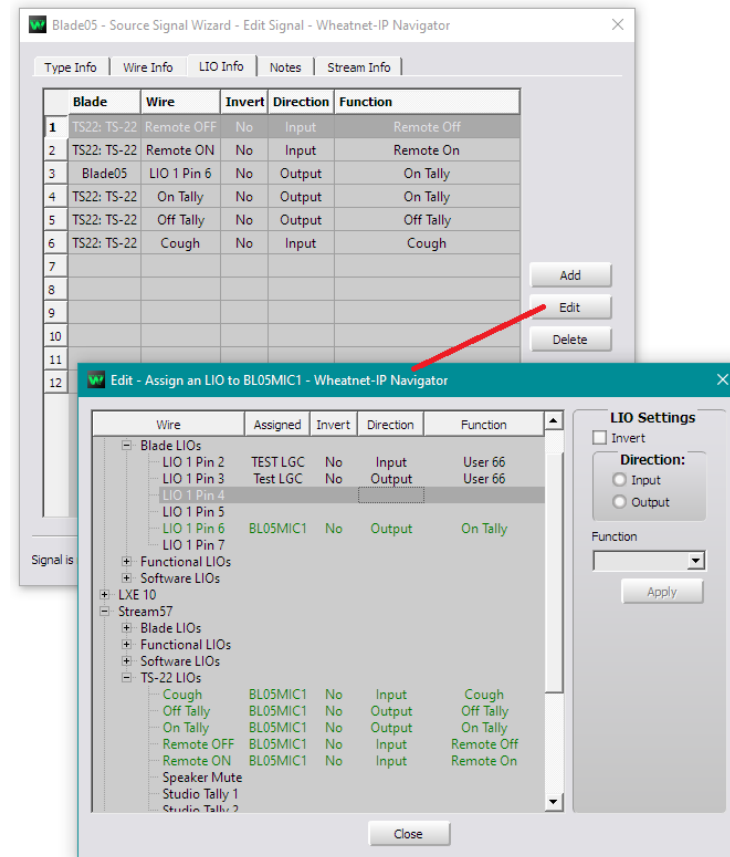 Blade05 - Source Signal Wizard - Edit Signal - Wheatnet-IP Navigator
Type Info Wire Info LIO Info Notes Stream Info
Blade Wire Invert Direction Function
1 TS22: TS-22 Remote OFF No Input Remote Off
2 TS22: TS-22 Remote ON No Input Remote On
3 Blade05 LIO 1 Pin 6 No Output On Tally
4 TS22: TS-22 On Tally No Output On Tally
5 TS22: TS-22 Off Tally No Output Off Tally
6 TS22: TS-22 Cough No Input Cough
7
8
9
10
11
12
Add
Edit
Delete
Signal is
Edit - Assign an LIO to BL05MIC1 - Wheatnet-IP Navigator
Wire Assigned Invert Direction Function
Blade LIOs
LIO 1 Pin 2 TEST LGC No Input User 66
LIO 1 Pin 3 Test LGC No Output User 66
LIO 1 Pin 4
LIO 1 Pin 5
LIO 1 Pin 6 BL05MIC1 No Output On Tally
LIO 1 Pin 7
Functional LIOs
Software LIOs
LXE 10
Stream57
Blade LIOs
Functional LIOs
Software LIOs
TS-22 LIOs
Cough BL05MIC1 No Input Cough
Off Tally BL05MIC1 No Output Off Tally
On Tally BL05MIC1 No Output On Tally
Remote OFF BL05MIC1 No Input Remote Off
Remote ON BL05MIC1 No Input Remote On
Speaker Mute
Studio Tally 1
Studio Tally 2
LIO Settings
Invert
Direction:
Input
Output
Function
Apply
Close